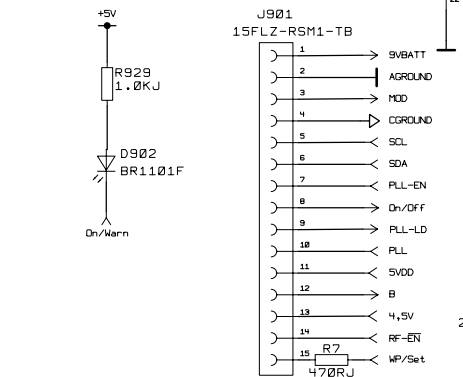 +5V
R929
1.0KJ
D902
BR1101F
On/Warn
J901
15FLZ-RSM1-TB
1 9VBATT
2 AGROUND
3 MOD
4 CGROUND
5 SCL
6 SDA
7 PLL-EN
8 On/Off
9 PLL-LD
10 PLL
11 5VDD
12 B
13 4,5V
14 RF-EN
15 R7 WP/Set
470RJ
2